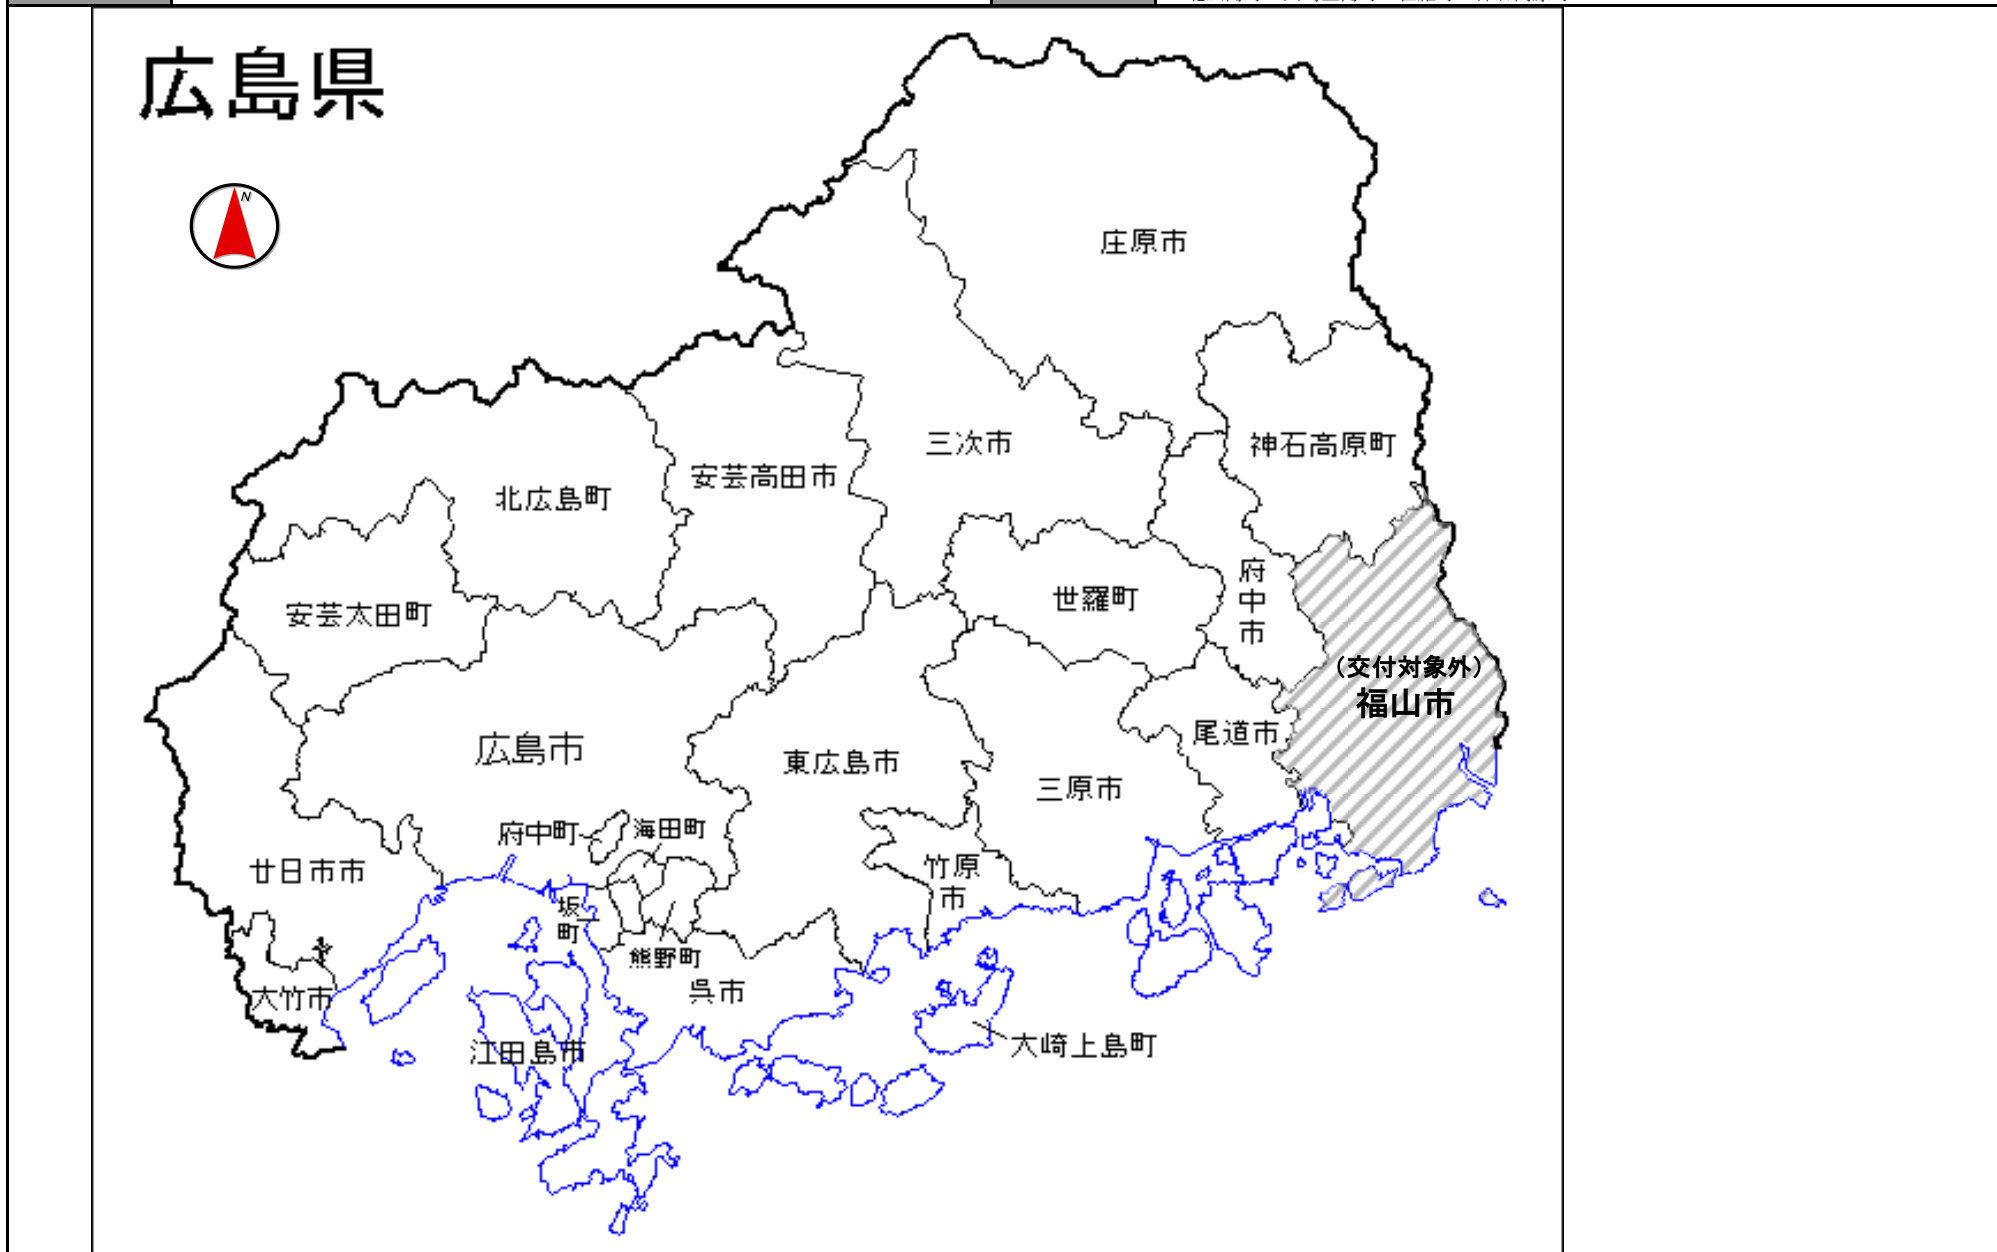 広島県
N
庄原市
三次市
神石高原町
安芸高田市
北広島町
世羅町
府中市
安芸太田町
（交付対象外）
福山市
尾道市
広島市
東広島市
三原市
府中町
海田町
廿日市市
竹原市
坂町
熊野町
呉市
大竹市
江田島市
大崎上島町